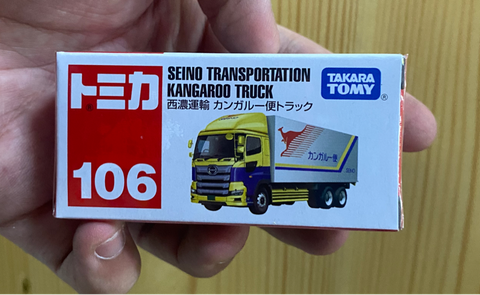 トミカ
106
SEINO TRANSPORTATION
KANGAROO TRUCK
西濃運輸 カンガルー便トラック
TAKARA
TOMY
®
カンガルー便